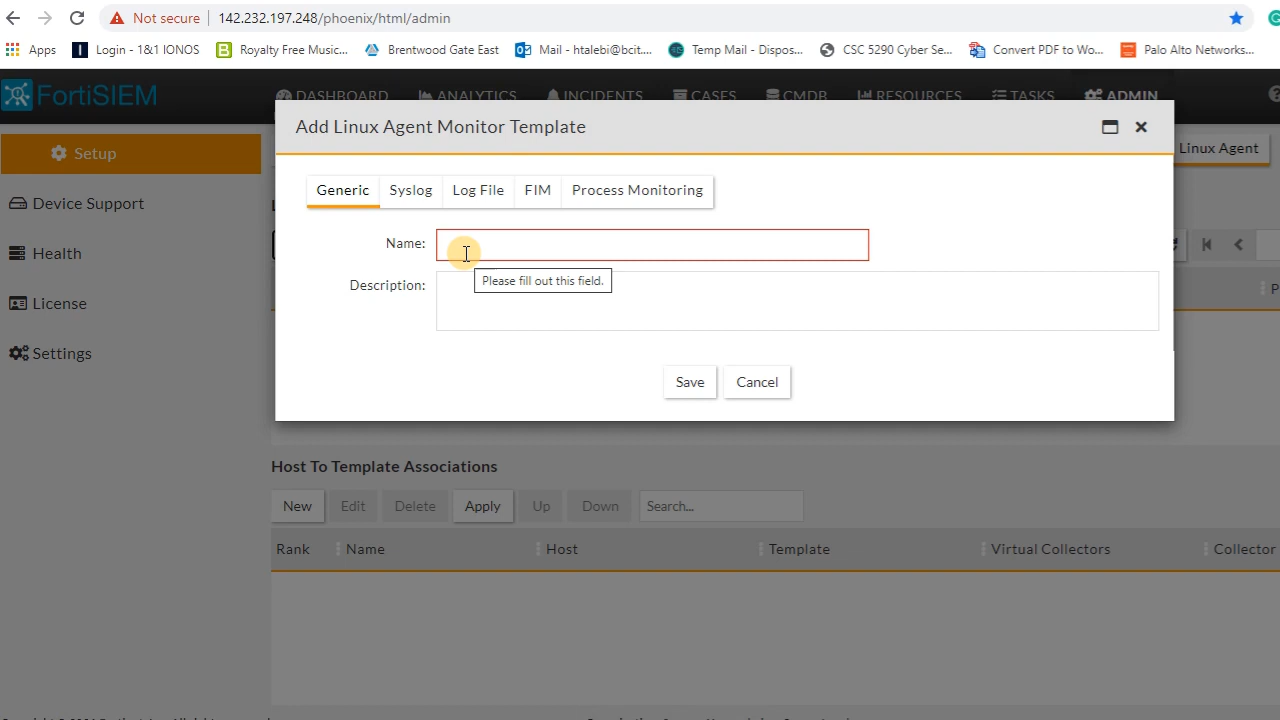 Not secure 142.232.197.248/phoenix/html/admin
Apps Login - 1&1 IONOS Royalty Free Music... Brentwood Gate East Mail - htalebi@bcit.... Temp Mail - Dispos... CSC 5290 Cyber Se... Convert PDF to Wo... Palo Alto Networks...
FortiSIEM DASHBOARD ANALYTICS INCIDENTS CASES CMDB RESOURCES TASKS ADMIN
Add Linux Agent Monitor Template
Setup
Linux Agent
Generic Syslog Log File FIM Process Monitoring
Device Support
Name:
Health
Please fill out this field.
Description:
License
Settings
Save Cancel
Host To Template Associations
New Edit Delete Apply Up Down Search...
Rank Name Host Template Virtual Collectors Collector